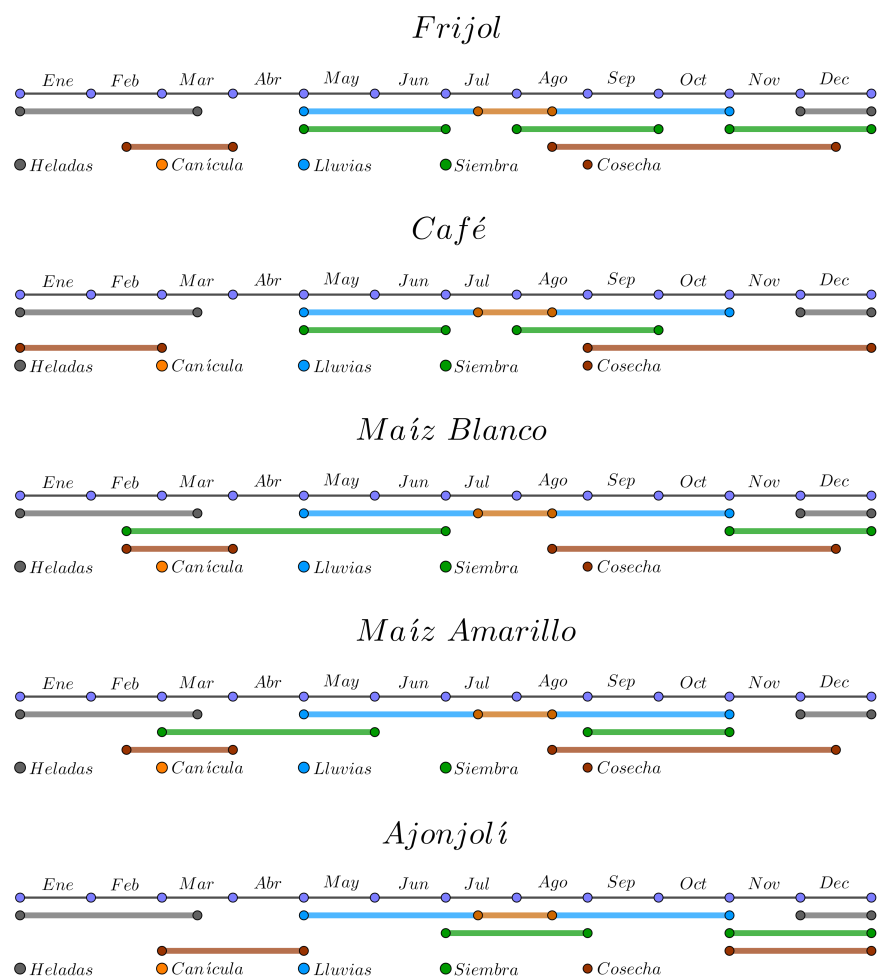 Frijol
Ene Feb Mar Abr May Jun Jul Ago Sep Oct Nov Dec
Heladas Canícula Lluvias Siembra Cosecha
Café
Ene Feb Mar Abr May Jun Jul Ago Sep Oct Nov Dec
Heladas Canícula Lluvias Siembra Cosecha
Maíz Blanco
Ene Feb Mar Abr May Jun Jul Ago Sep Oct Nov Dec
Heladas Canícula Lluvias Siembra Cosecha
Maíz Amarillo
Ene Feb Mar Abr May Jun Jul Ago Sep Oct Nov Dec
Heladas Canícula Lluvias Siembra Cosecha
Ajonjolí
Ene Feb Mar Abr May Jun Jul Ago Sep Oct Nov Dec
Heladas Canícula Lluvias Siembra Cosecha